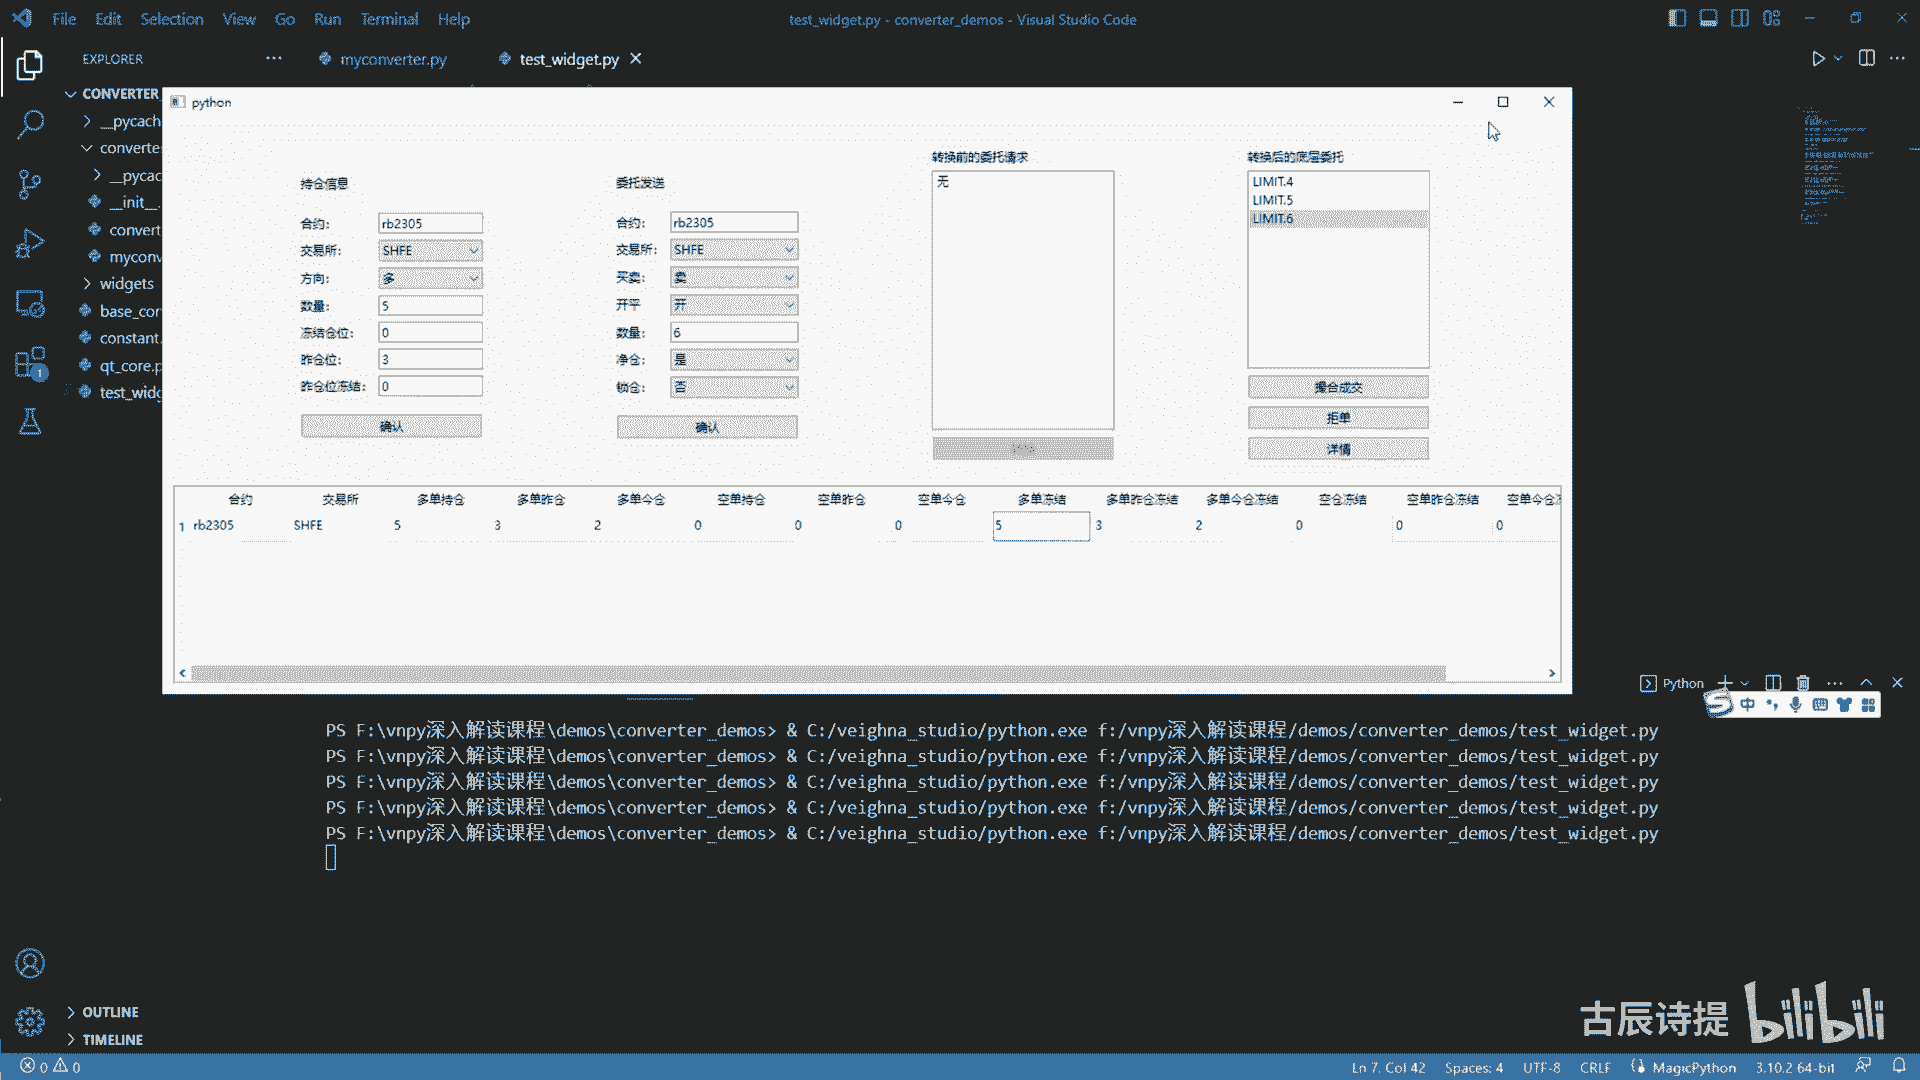 File Edit Selection View Go Run Terminal Help
test_widget.py - converter_demos - Visual Studio Code
EXPLORER
myconverter.py
test_widget.py
CONVERTER
__pycach
converte
__pycac
__init__.
convert
myconv
widgets
base_con
constant.
qt_core.p
test_widg
OUTLINE
TIMELINE
python
持仓信息
合约: rb2305
交易所: SHFE
方向: 多
数量: 5
冻结仓位: 0
昨仓位: 3
昨仓位冻结: 0
确认
委托发送
合约: rb2305
交易所: SHFE
买卖: 卖
开平 开
数量: 6
净仓: 是
锁仓: 否
确认
转换前的委托请求
无
转换后的底层委托
LIMIT.4
LIMIT.5
LIMIT.6
撮合成交
拒单
详情
合约 交易所 多单持仓 多单昨仓 多单今仓 空单持仓 空单昨仓 空单今仓 多单冻结 多单昨仓冻结 多单今仓冻结 空仓冻结 空单昨仓冻结 空单今仓冻
1 rb2305 SHFE 5 3 2 0 0 0 5 3 2 0 0 0
Python
中
PS F:\vnpy深入解读课程\demos\converter_demos> & C:/veighna_studio/python.exe f:/vnpy深入解读课程/demos/converter_demos/test_widget.py
PS F:\vnpy深入解读课程\demos\converter_demos> & C:/veighna_studio/python.exe f:/vnpy深入解读课程/demos/converter_demos/test_widget.py
PS F:\vnpy深入解读课程\demos\converter_demos> & C:/veighna_studio/python.exe f:/vnpy深入解读课程/demos/converter_demos/test_widget.py
PS F:\vnpy深入解读课程\demos\converter_demos> & C:/veighna_studio/python.exe f:/vnpy深入解读课程/demos/converter_demos/test_widget.py
PS F:\vnpy深入解读课程\demos\converter_demos> & C:/veighna_studio/python.exe f:/vnpy深入解读课程/demos/converter_demos/test_widget.py
古辰诗提 bilibili
0 0
Ln 7, Col 42 Spaces: 4 UTF-8 CRLF MagicPython 3.10.2 64-bit
1